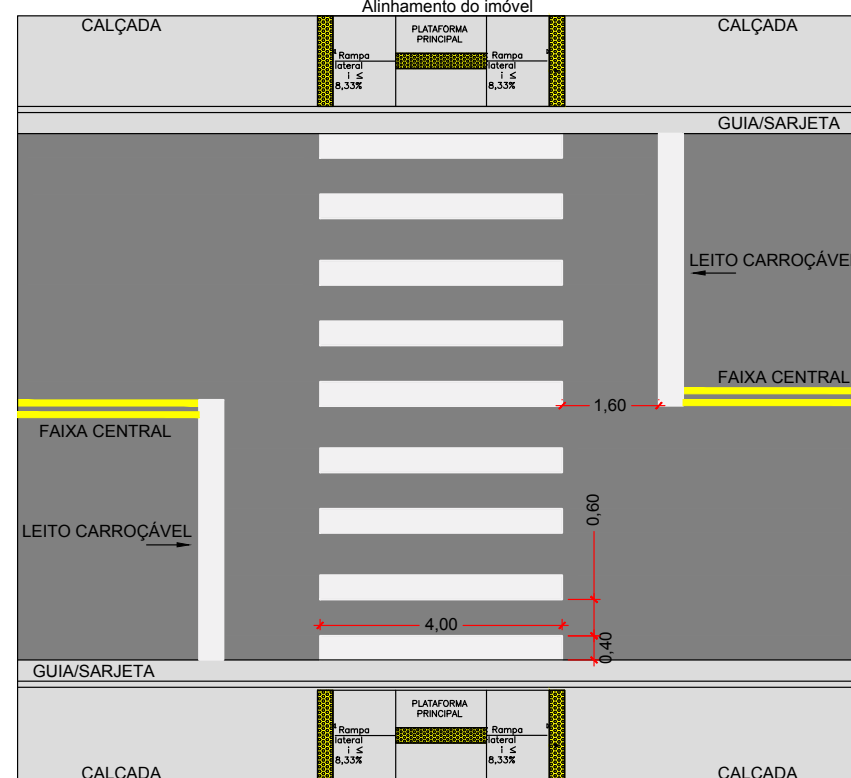 Alinhamento do imóvel
CALÇADA
PLATAFORMA
PRINCIPAL
CALÇADA
Rampa
lateral
i ≤
8,33%
Rampa
lateral
i ≤
8,33%
GUIA/SARJETA
LEITO CARROÇÁVE
FAIXA CENTRAL
1,60
FAIXA CENTRAL
0,60
LEITO CARROÇÁVEL
4,00
0,40
GUIA/SARJETA
PLATAFORMA
PRINCIPAL
Rampa
lateral
i ≤
8,33%
Rampa
lateral
i ≤
8,33%
CALÇADA
CALÇADA